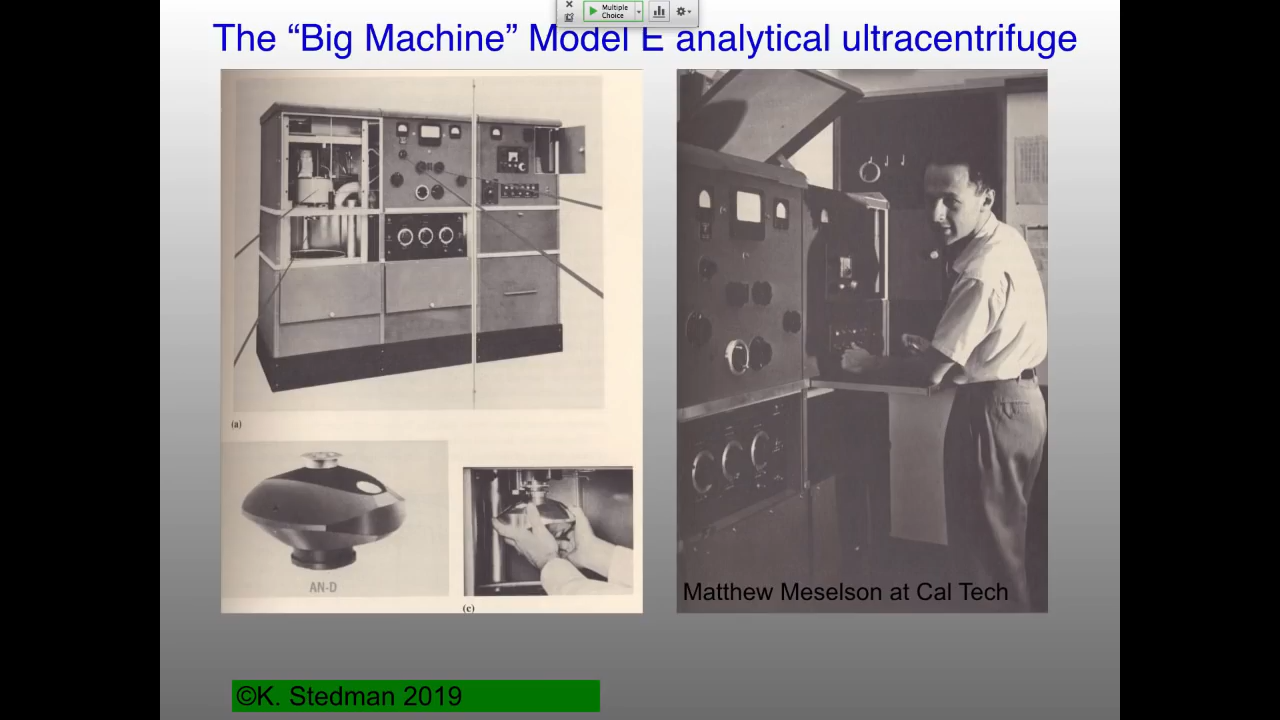 Multiple
Choice
The “Big Machine” Model E analytical ultracentrifuge
(a)
AN-D
(c)
Matthew Meselson at Cal Tech
©K. Stedman 2019